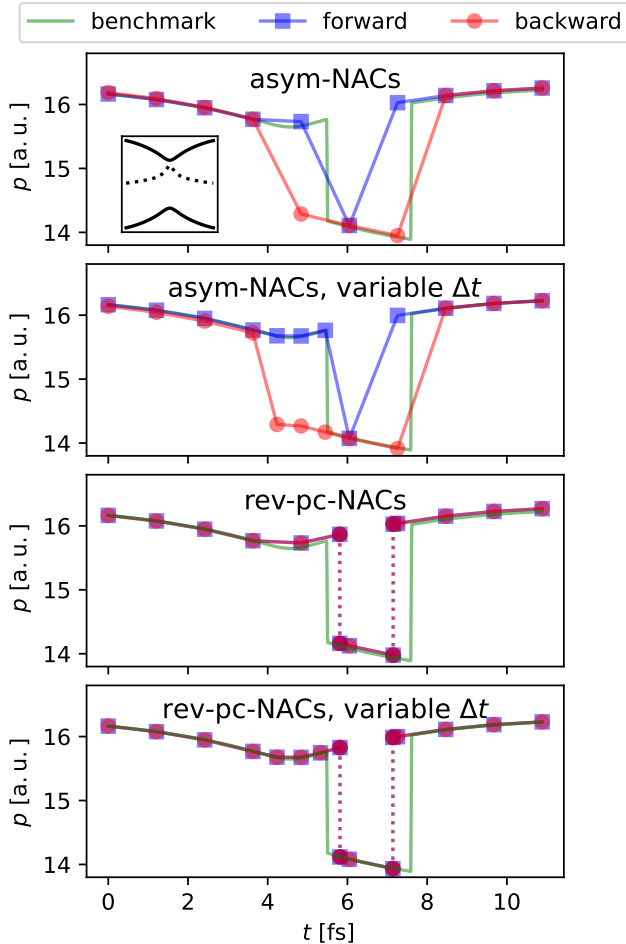 benchmark forward backward
asym-NACs
16
15
14
p [a.u.]
asym-NACs, variable Δt
16
15
14
p [a.u.]
rev-pc-NACs
16
15
14
p [a.u.]
rev-pc-NACs, variable Δt
16
15
14
p [a.u.]
0 2 4 6 8 10
t [fs]